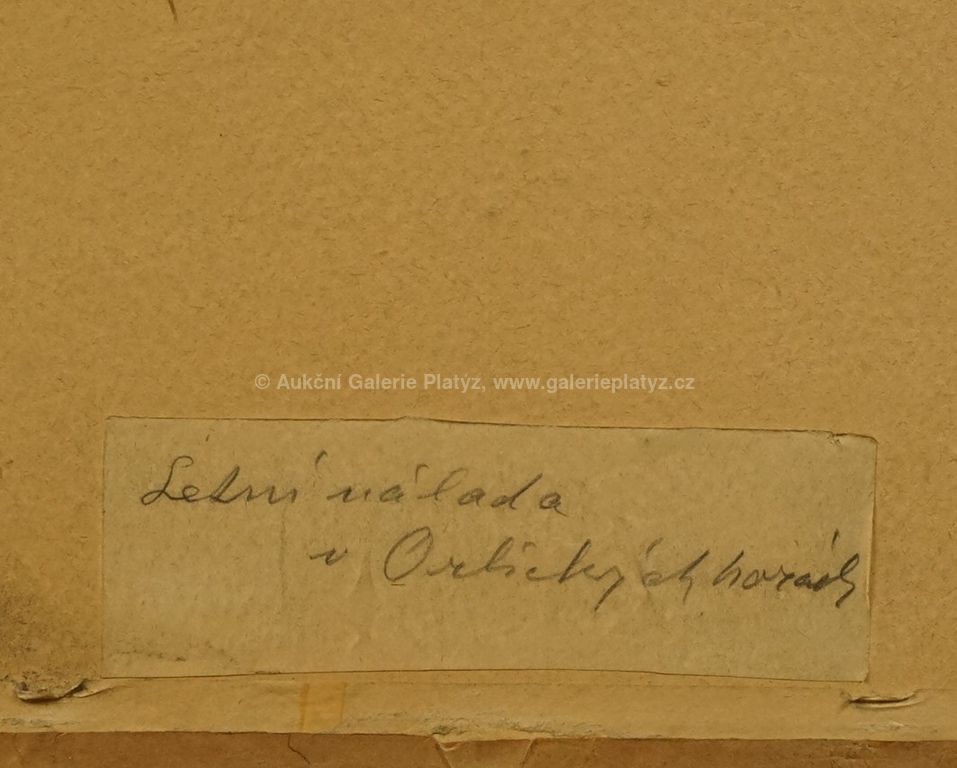 © Aukční Galerie Platýz, www.galerieplatyz.cz
Letní nálada
v Orlických horách